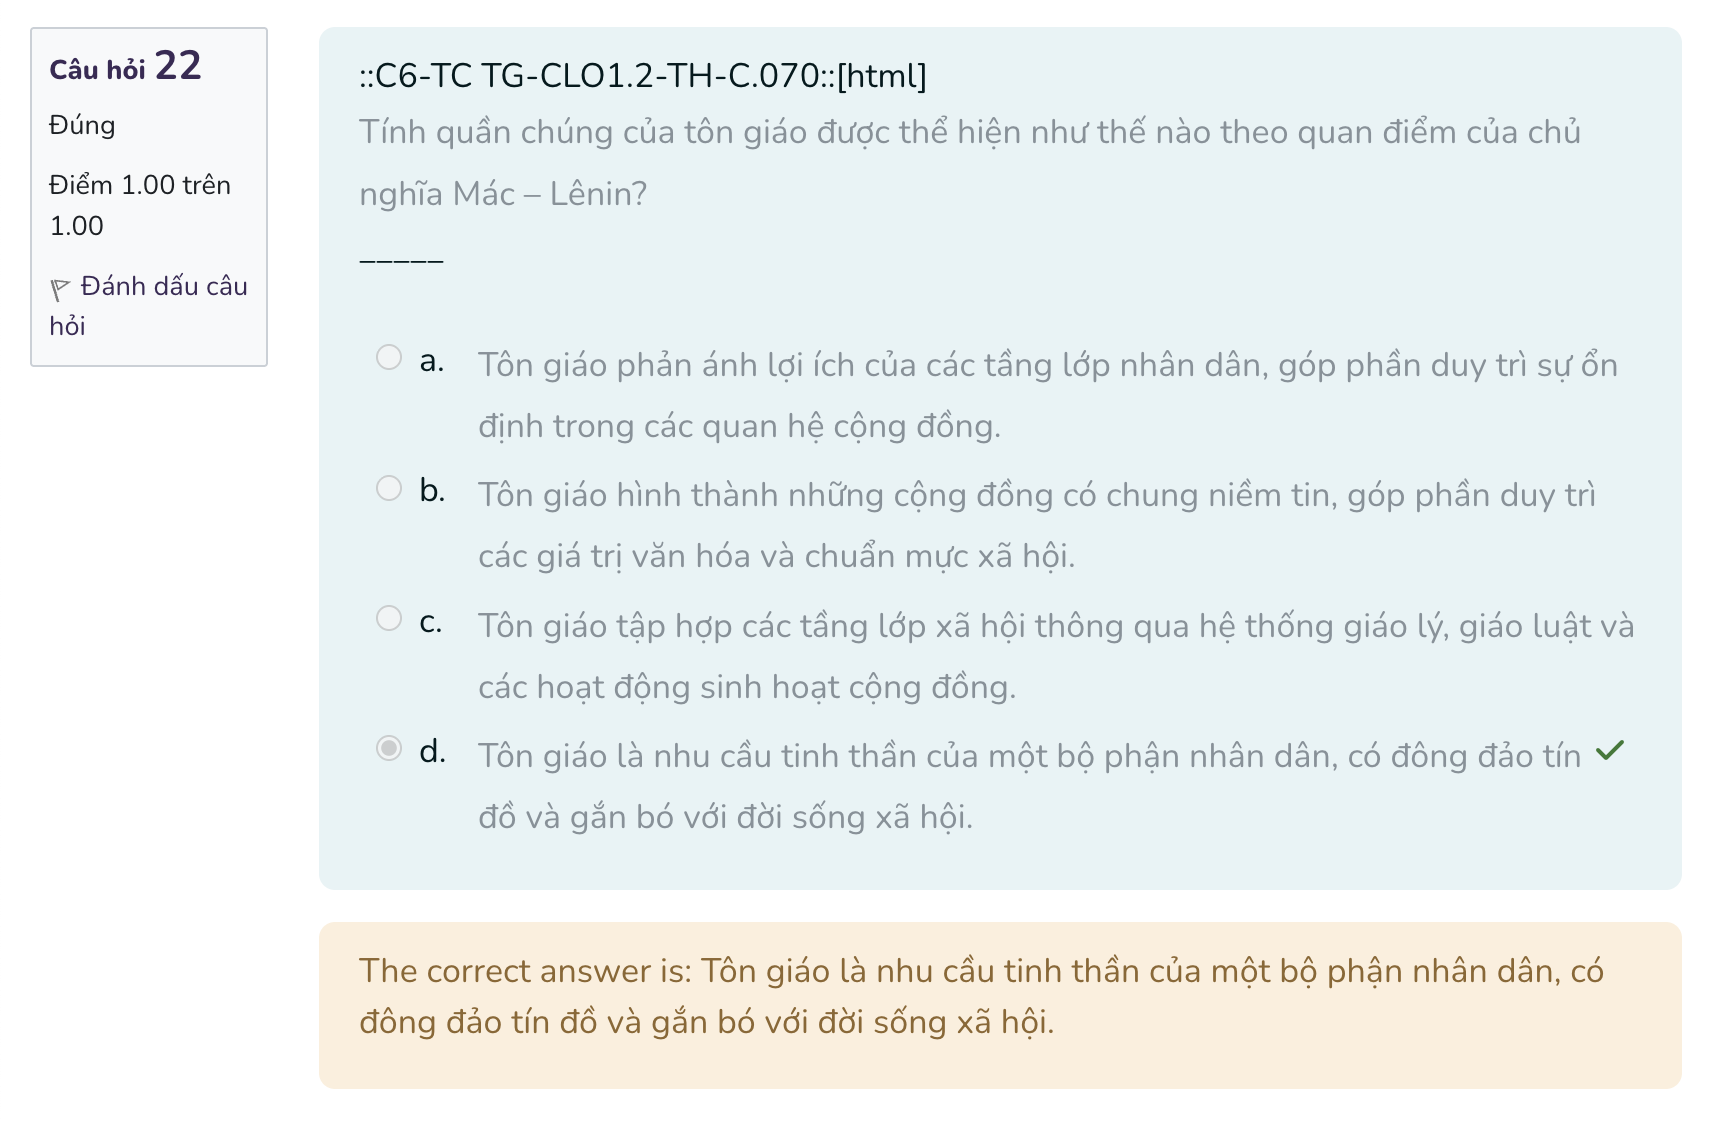 Câu hỏi 22
Đúng
Điểm 1.00 trên
1.00
Đánh dấu câu
hỏi
::C6-TC TG-CLO1.2-TH-C.070::[html]
Tính quần chúng của tôn giáo được thể hiện như thế nào theo quan điểm của chủ
nghĩa Mác – Lênin?
_____
a. Tôn giáo phản ánh lợi ích của các tầng lớp nhân dân, góp phần duy trì sự ổn
định trong các quan hệ cộng đồng.
b. Tôn giáo hình thành những cộng đồng có chung niềm tin, góp phần duy trì
các giá trị văn hóa và chuẩn mực xã hội.
c. Tôn giáo tập hợp các tầng lớp xã hội thông qua hệ thống giáo lý, giáo luật và
các hoạt động sinh hoạt cộng đồng.
d. Tôn giáo là nhu cầu tinh thần của một bộ phận nhân dân, có đông đảo tín
đồ và gắn bó với đời sống xã hội.
The correct answer is: Tôn giáo là nhu cầu tinh thần của một bộ phận nhân dân, có
đông đảo tín đồ và gắn bó với đời sống xã hội.